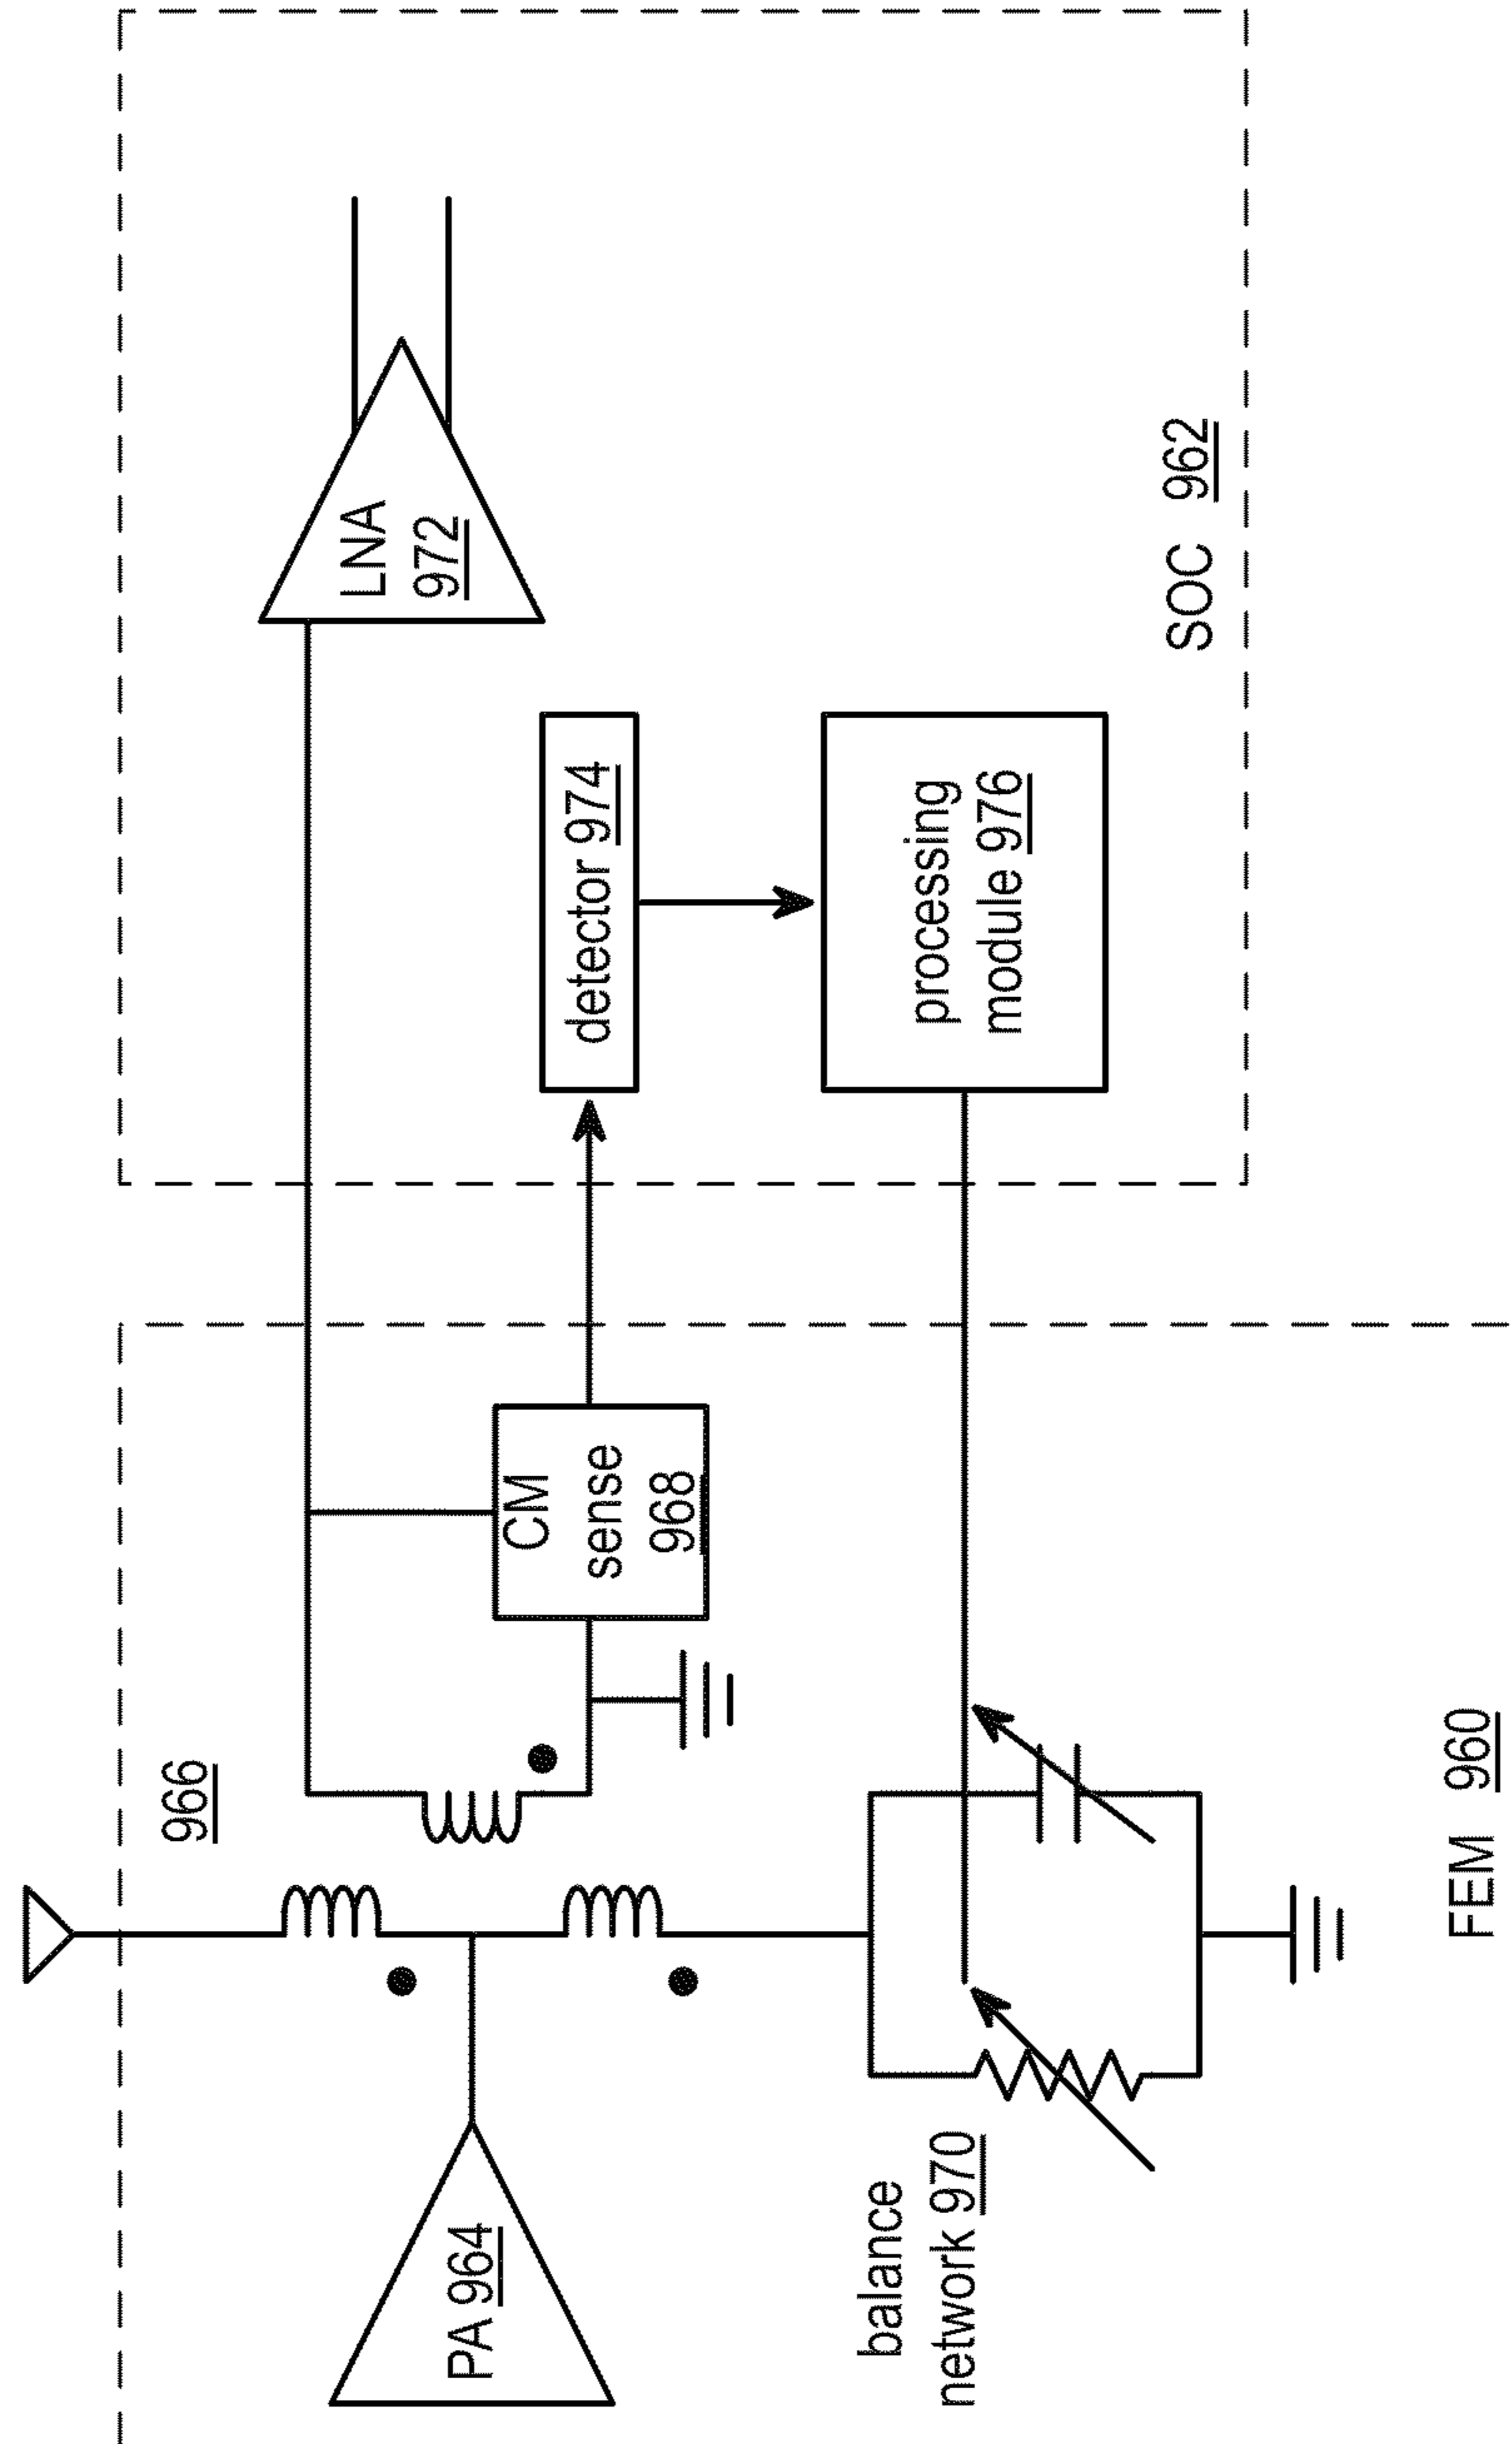 966
PA 964
CM
sense
968
LNA
972
detector 974
processing
module 976
balance
network 970
FEM 960
SOC 962